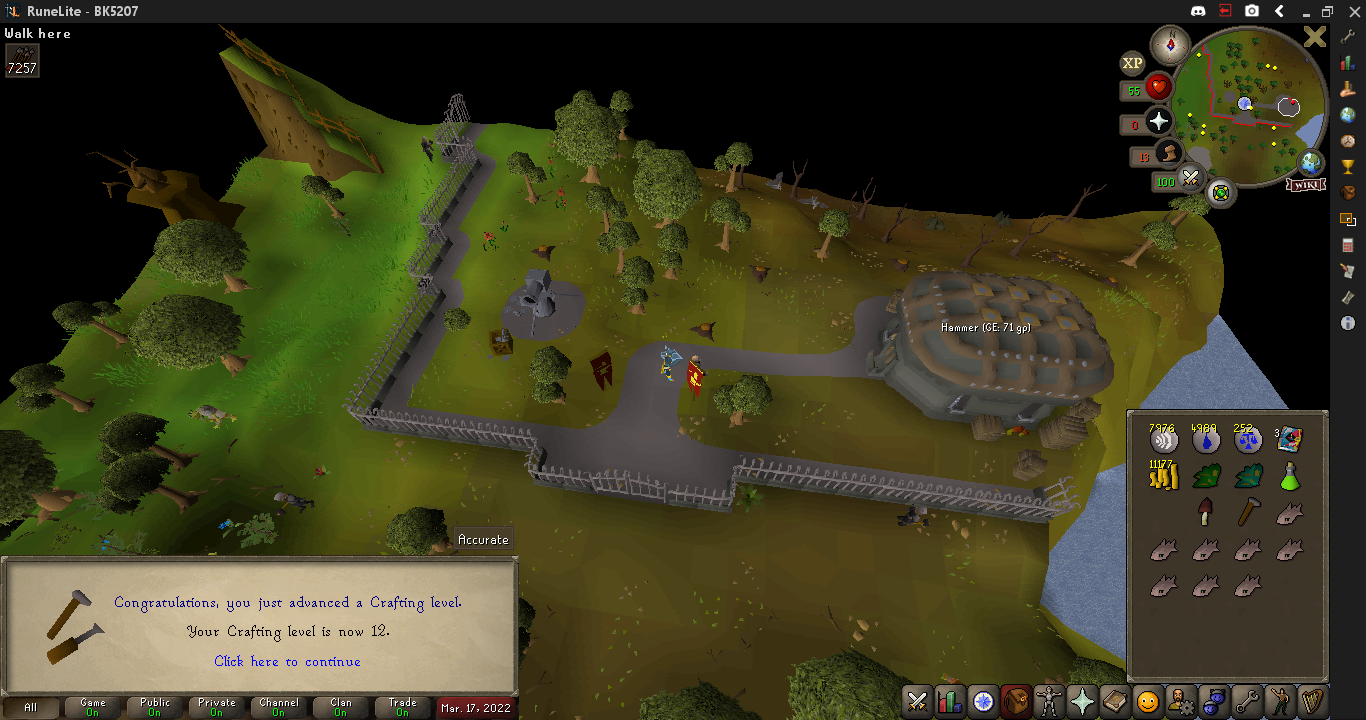 RuneLite - BK5207
Walk here
7257
XP
N
55
0
13
100
WIKI
Hammer (GE: 71 gp)
7976
4989
252
3
11177
Accurate
Congratulations, you just advanced a Crafting level.
Your Crafting level is now 12.
Click here to continue
All
Game
On
Public
On
Private
On
Channel
On
Clan
On
Trade
On
Mar. 17, 2022